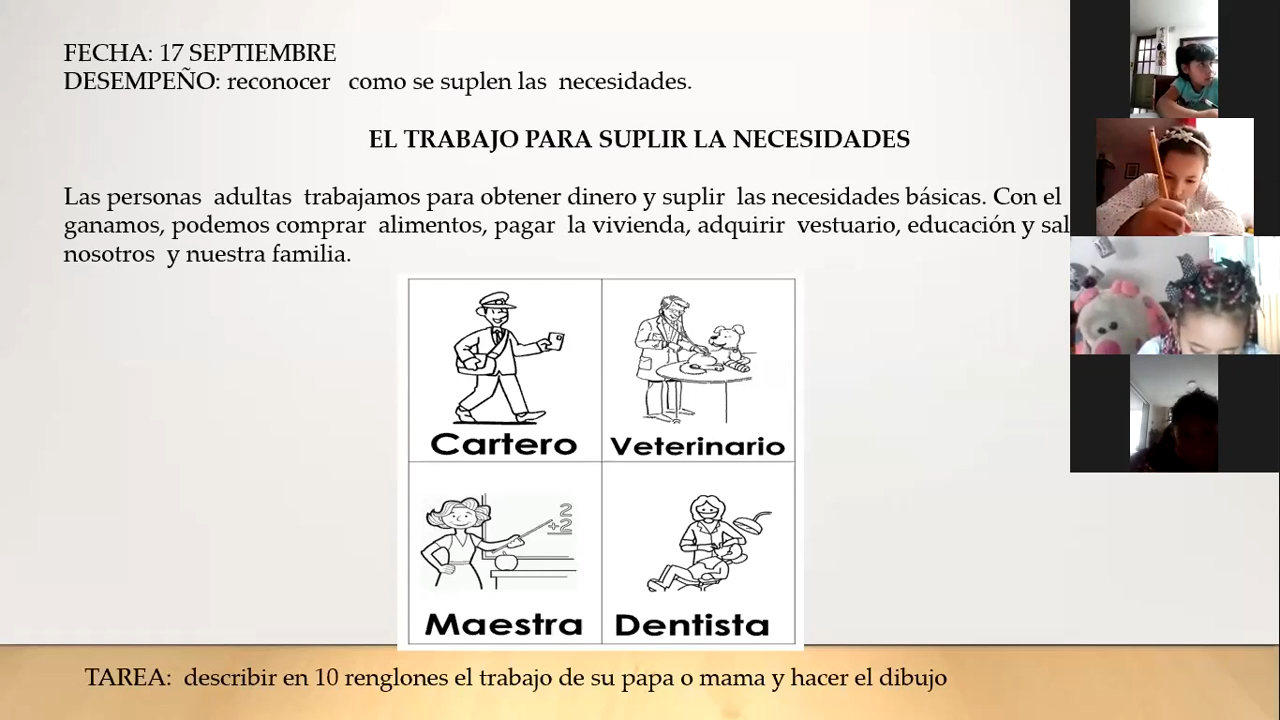 FECHA: 17 SEPTIEMBRE
DESEMPEÑO: reconocer como se suplen las necesidades.
EL TRABAJO PARA SUPLIR LA NECESIDADES
Las personas adultas trabajamos para obtener dinero y suplir las necesidades básicas. Con el
ganamos, podemos comprar alimentos, pagar la vivienda, adquirir vestuario, educación y sal
nosotros y nuestra familia.
Cartero
Veterinario
2
+2
Maestra
Dentista
TAREA: describir en 10 renglones el trabajo de su papa o mama y hacer el dibujo